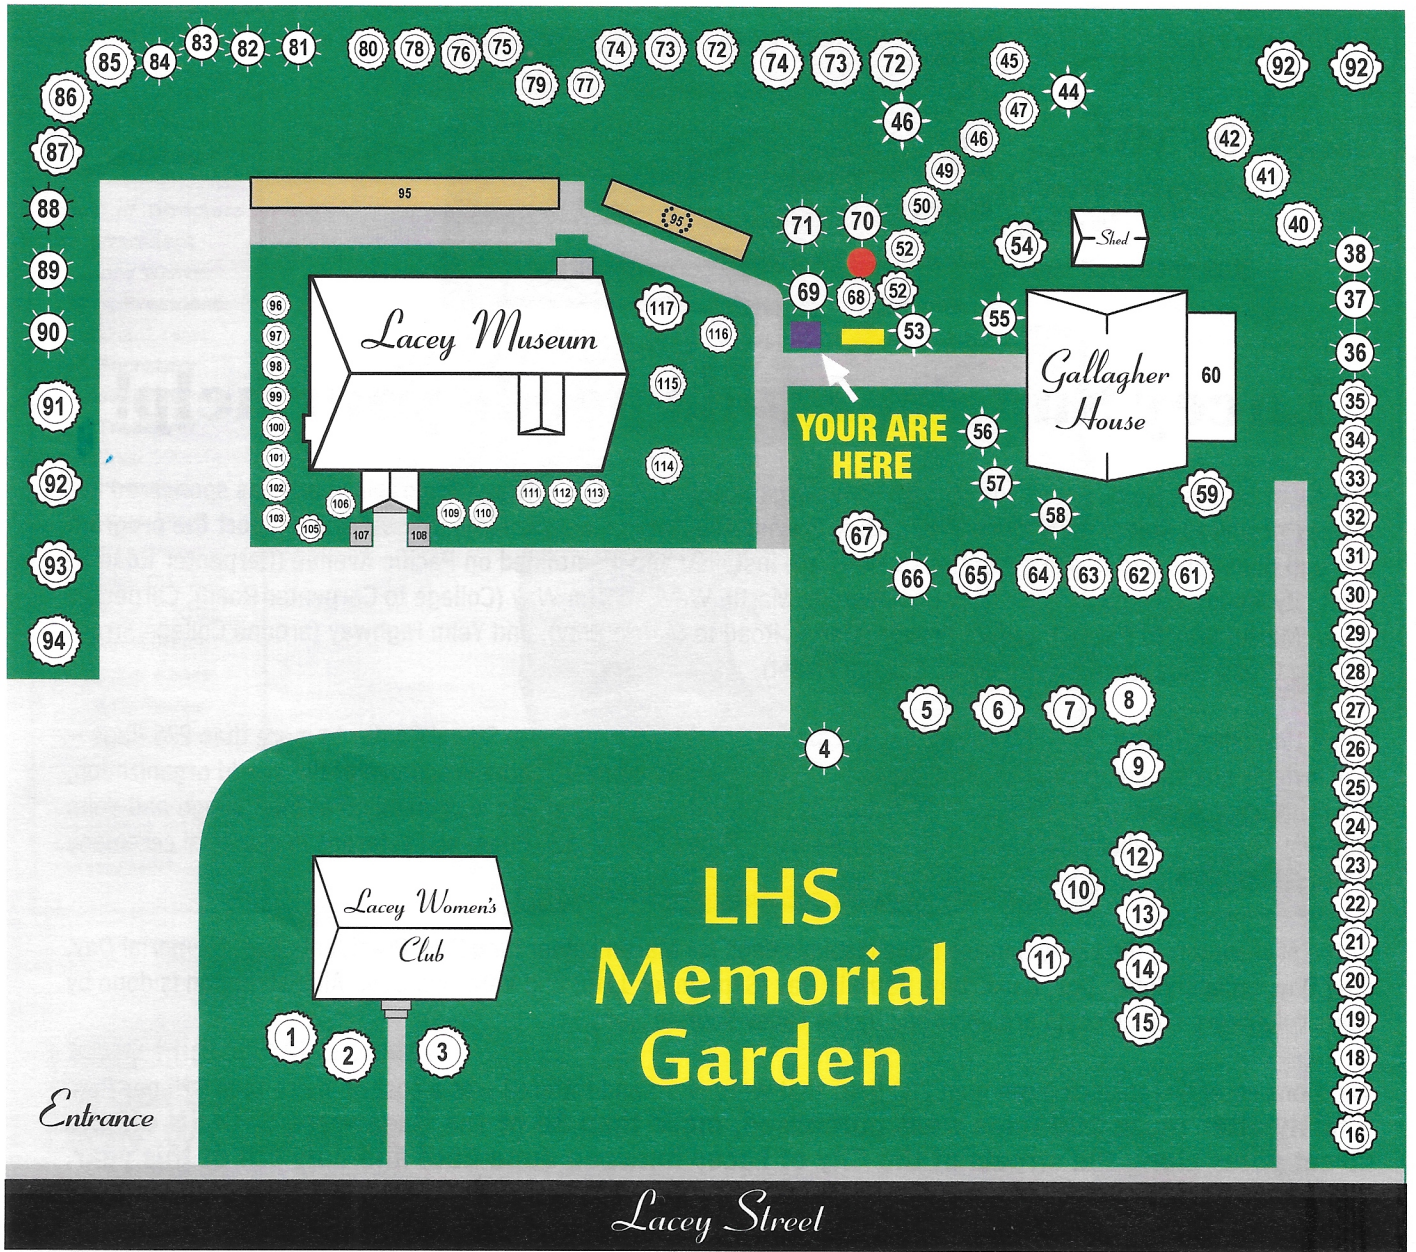 85 84 83 82 81 80 78 76 75 79 77 74 73 72 74 73 72 45 92 92
86 46 47 44
87 46 42
88 49 41
89 50 40
90 95 95 71 70 52 54 Shed 38
91 69 68 52 37
92 53 55 36
93 35
94 34
96 117 33
97 Lacey Museum 116 Gallagher 60 32
98 115 House 31
99 YOUR ARE 56 30
100 HERE 57 29
101 114 58 59 28
102 106 111 112 113 27
103 105 109 110 67 26
107 108 66 65 64 63 62 61 25
5 6 7 8 24
4 9 23
12 22
Lacey Women's LHS 10 13 21
Club Memorial 11 14 20
1 2 3 Garden 15 19
18
Entrance 17
16
Lacey Street